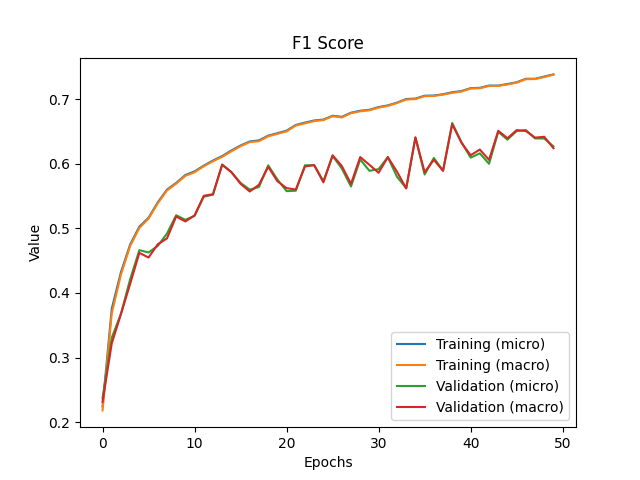 F1 Score
Value
0.7
0.6
0.5
0.4
0.3
0.2
0 10 20 30 40 50
Epochs
Training (micro)
Training (macro)
Validation (micro)
Validation (macro)